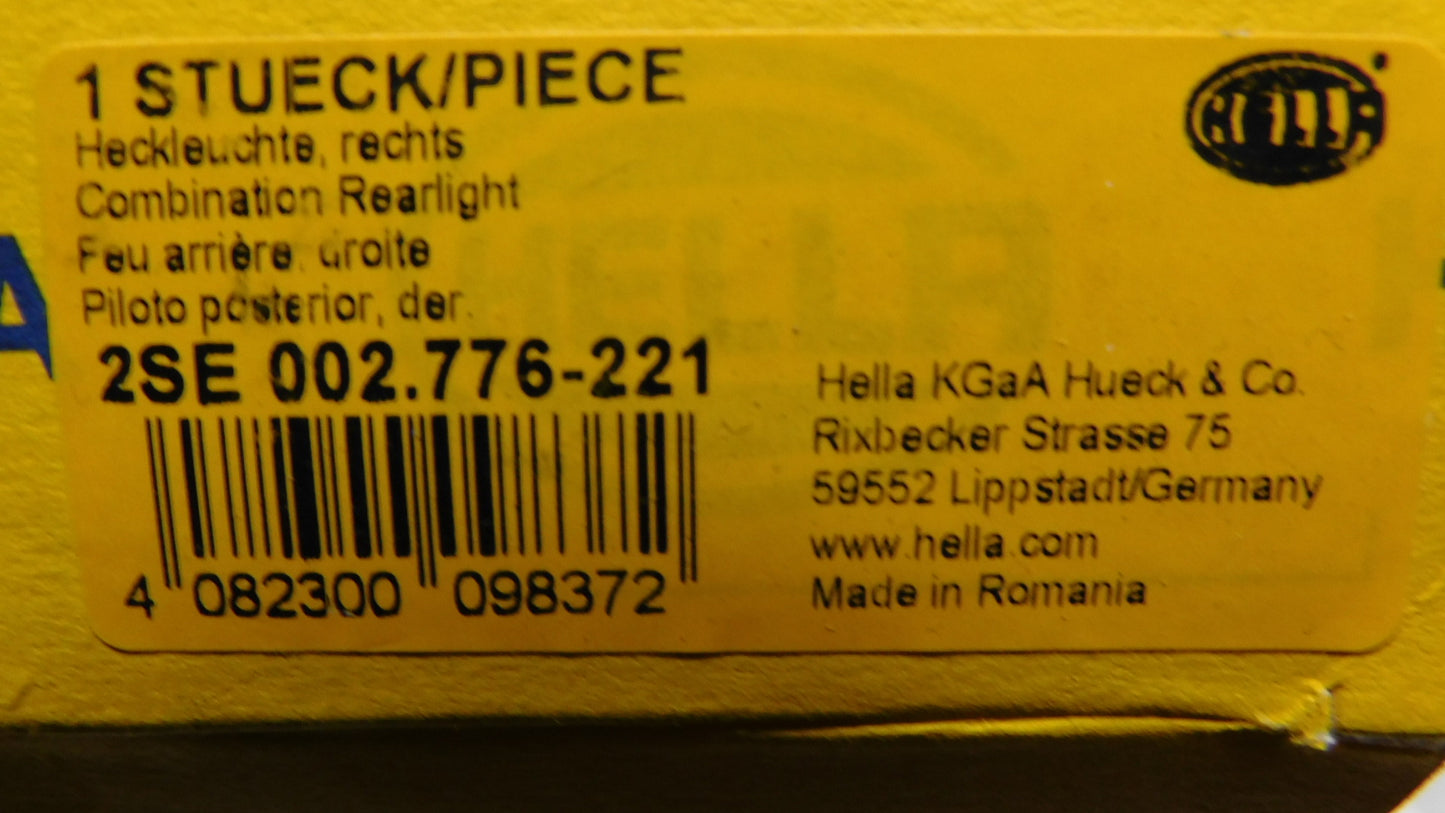 1 STUECK/PIECE
Heckleuchte, rechts
Combination Rearlight
Feu arrière, droite
Piloto posterior, der.
2SE 002.776-221
4 082300 098372
HELLA
Hella KGaA Hueck & Co.
Rixbecker Strasse 75
59552 Lippstadt/Germany
www.hella.com
Made in Romania
HELLA
A